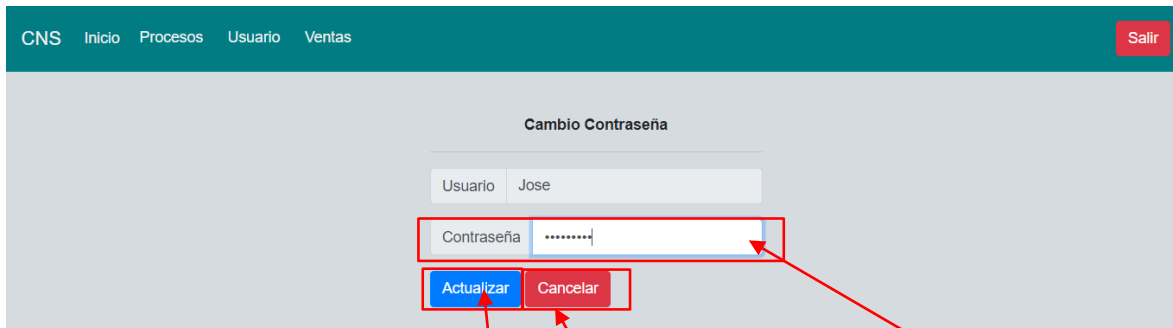 CNS Inicio Procesos Usuario Ventas Salir
Cambio Contraseña
Usuario Jose
Contraseña •••••••••
Actualizar Cancelar